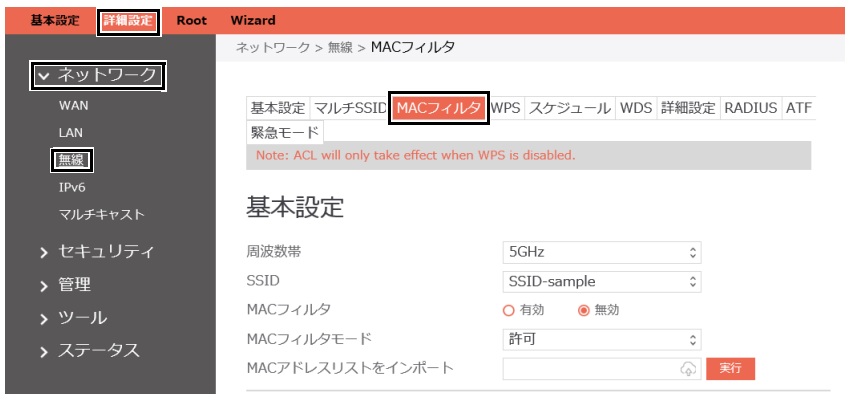 基本設定 詳細設定 Root Wizard
ネットワーク > 無線 > MACフィルタ
ネットワーク
WAN
LAN
無線
IPv6
マルチキャスト
セキュリティ
管理
ツール
ステータス
基本設定 マルチSSID MACフィルタ WPS スケジュール WDS 詳細設定 RADIUS ATF
緊急モード
Note: ACL will only take effect when WPS is disabled.
基本設定
周波数帯 5GHz
SSID SSID-sample
MACフィルタ 有効 無効
MACフィルタモード 許可
MACアドレスリストをインポート 実行